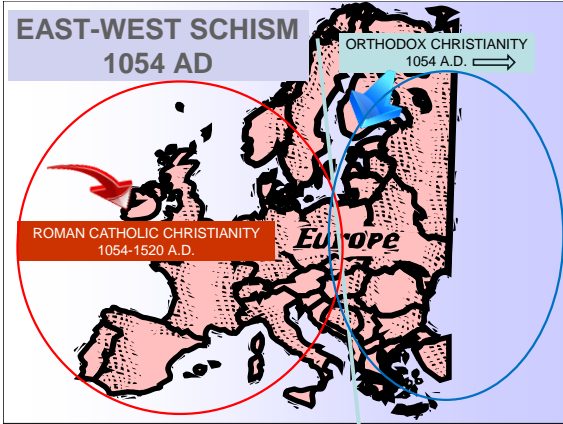 EAST-WEST SCHISM
1054 AD
ORTHODOX CHRISTIANITY
1054 A.D.
ROMAN CATHOLIC CHRISTIANITY
1054-1520 A.D.
Europe